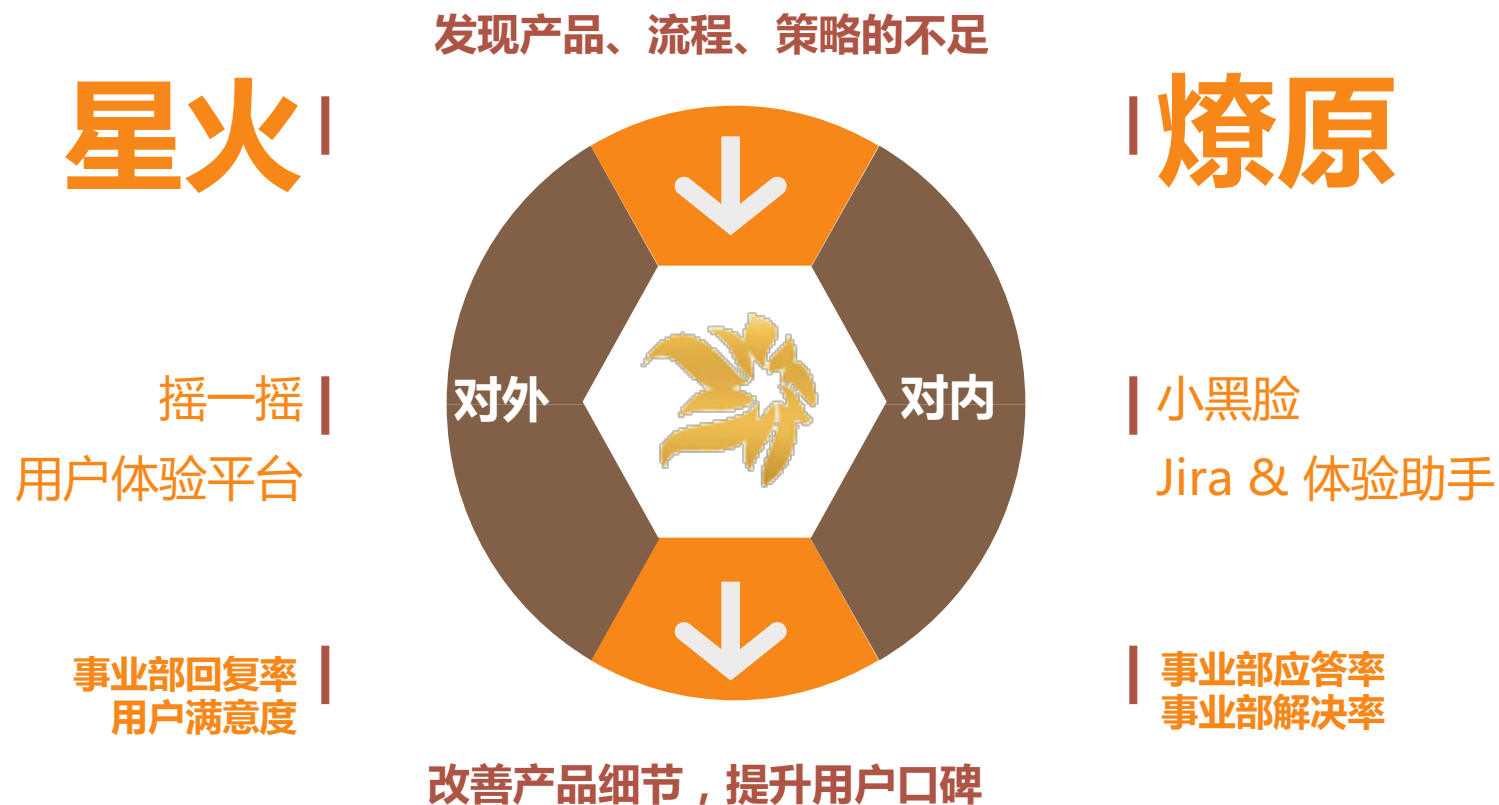 发现产品、流程、策略的不足
星火
燎原
对外
对内
摇一摇
用户体验平台
小黑脸
Jira & 体验助手
事业部回复率
用户满意度
事业部应答率
事业部解决率
改善产品细节，提升用户口碑